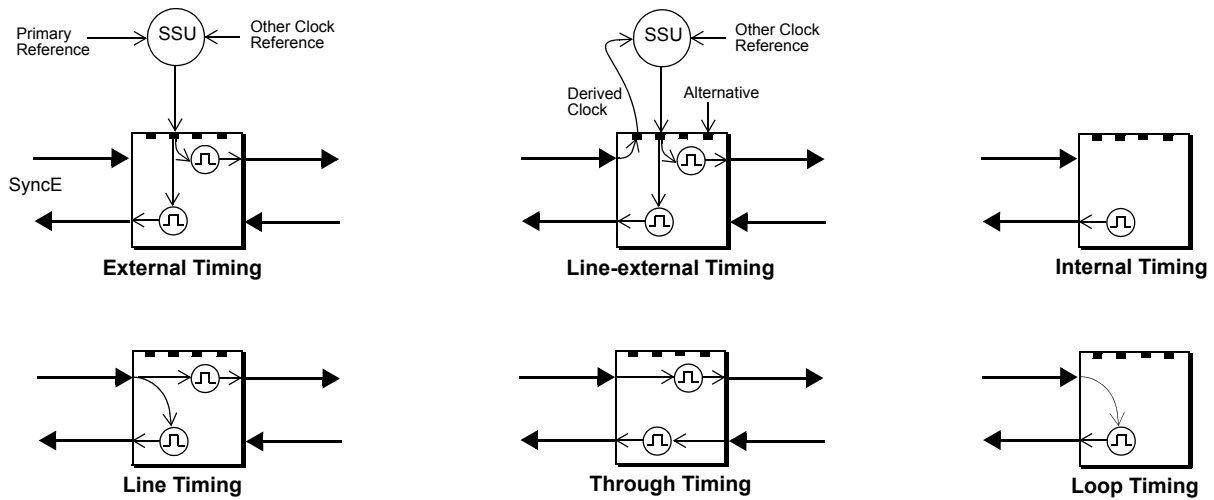 Primary
Reference
SSU
Other Clock
Reference
SyncE
External Timing
SSU
Other Clock
Reference
Derived
Clock
Alternative
Line-external Timing
Internal Timing
Line Timing
Through Timing
Loop Timing